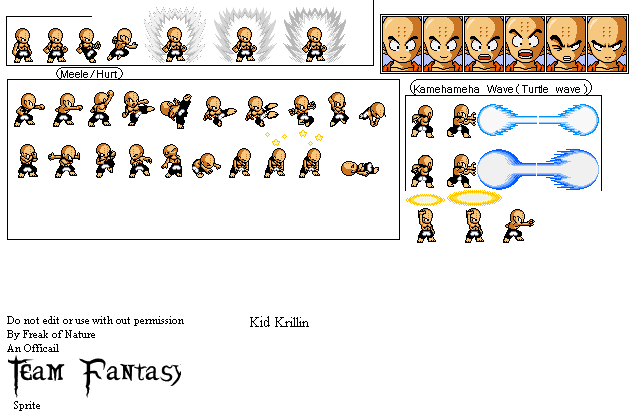 (Meele/Hurt)
(Kamehameha Wave(Turtle wave)
Do not edit or use with out permission
By Freak of Nature
An Officail
Team Fantasy
Sprite
Kid Krillin